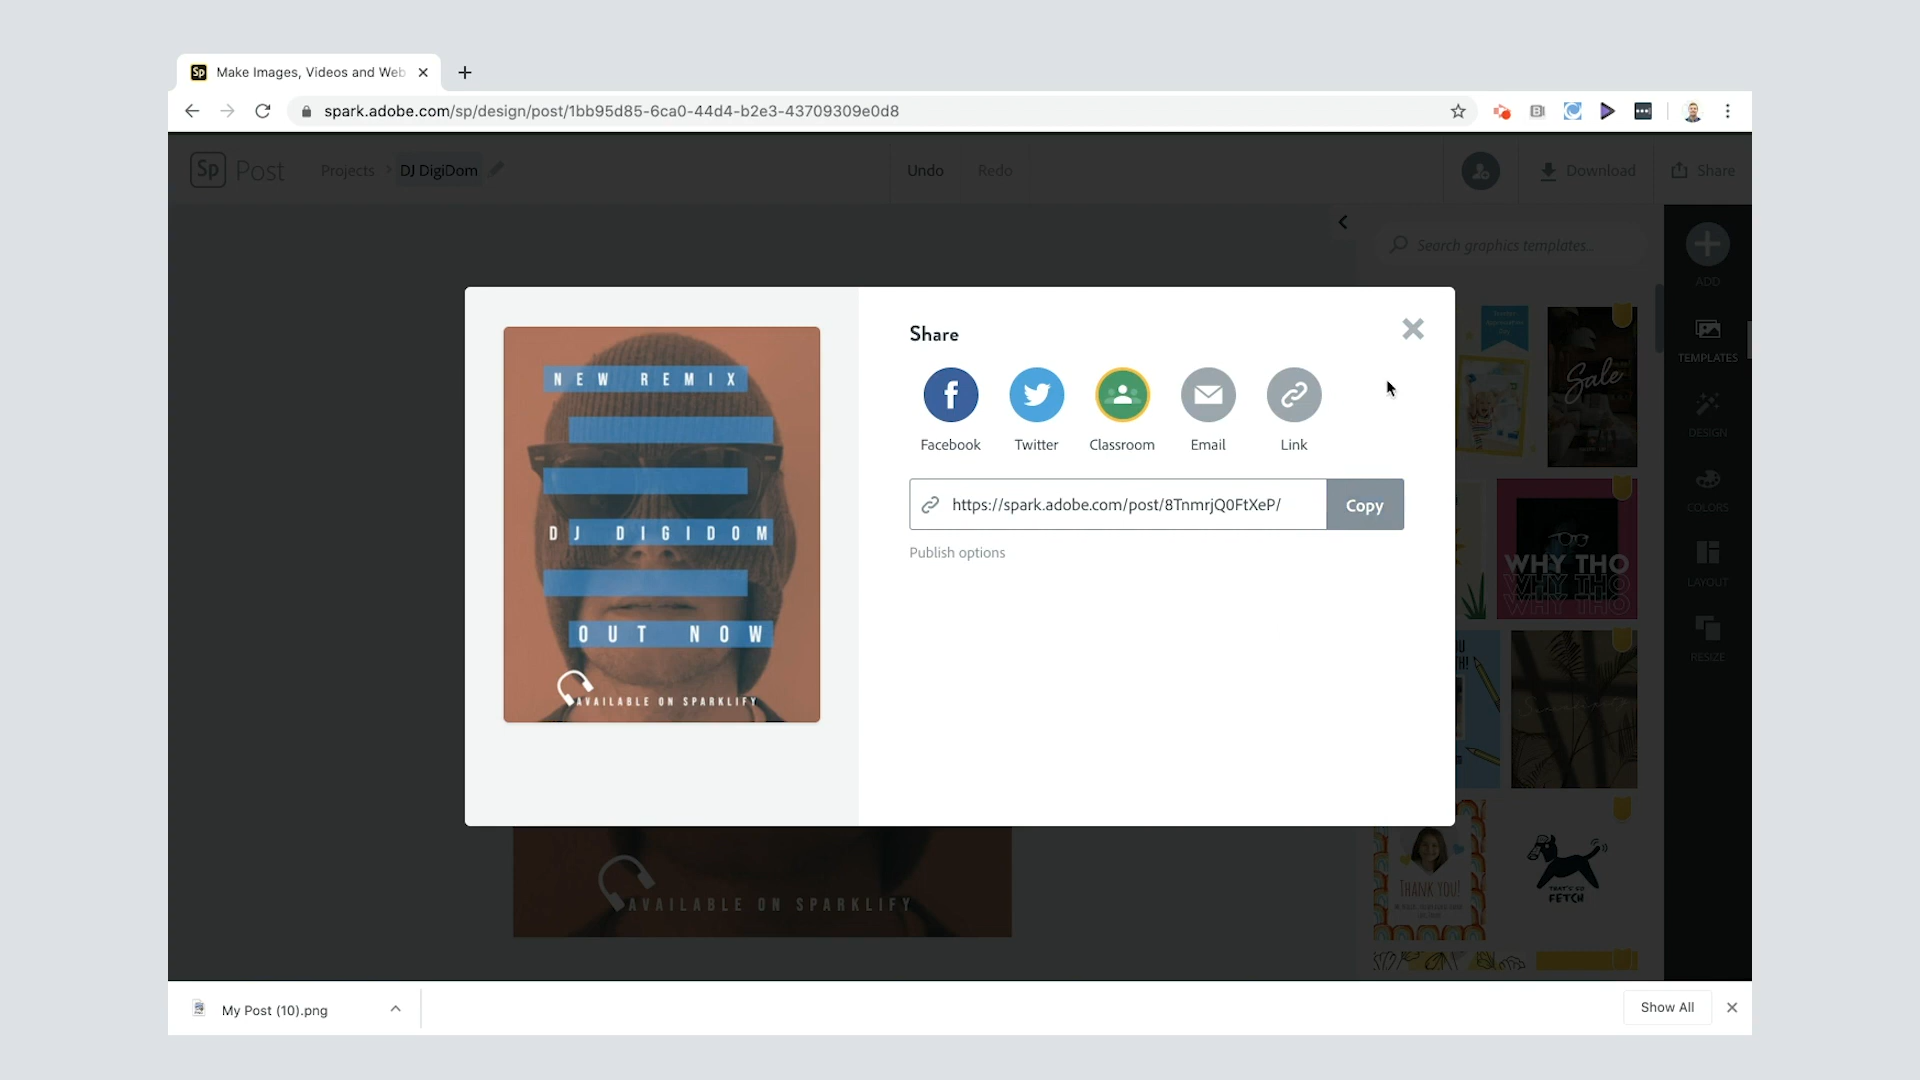 Sp Make Images, Videos and Web
spark.adobe.com/sp/design/post/1bb95d85-6ca0-44d4-b2e3-43709309e0d8
Sp Post Projects > DJ DigiDom Undo Redo Download Share
Search graphics templates..
ADD
TEMPLATES
DESIGN
COLORS
LAYOUT
RESIZE
Sale
WHY THO
WHY THO
WHY THO
THANK YOU!
THAT'S SO
FETCH
NEW REMIX
DJ DIGIDOM
OUT NOW
AVAILABLE ON SPARKLIFY
Share
Facebook Twitter Classroom Email Link
https://spark.adobe.com/post/8TnmrjQ0FtXeP/ Copy
Publish options
AVAILABLE ON SPARKLIFY
My Post (10).png Show All